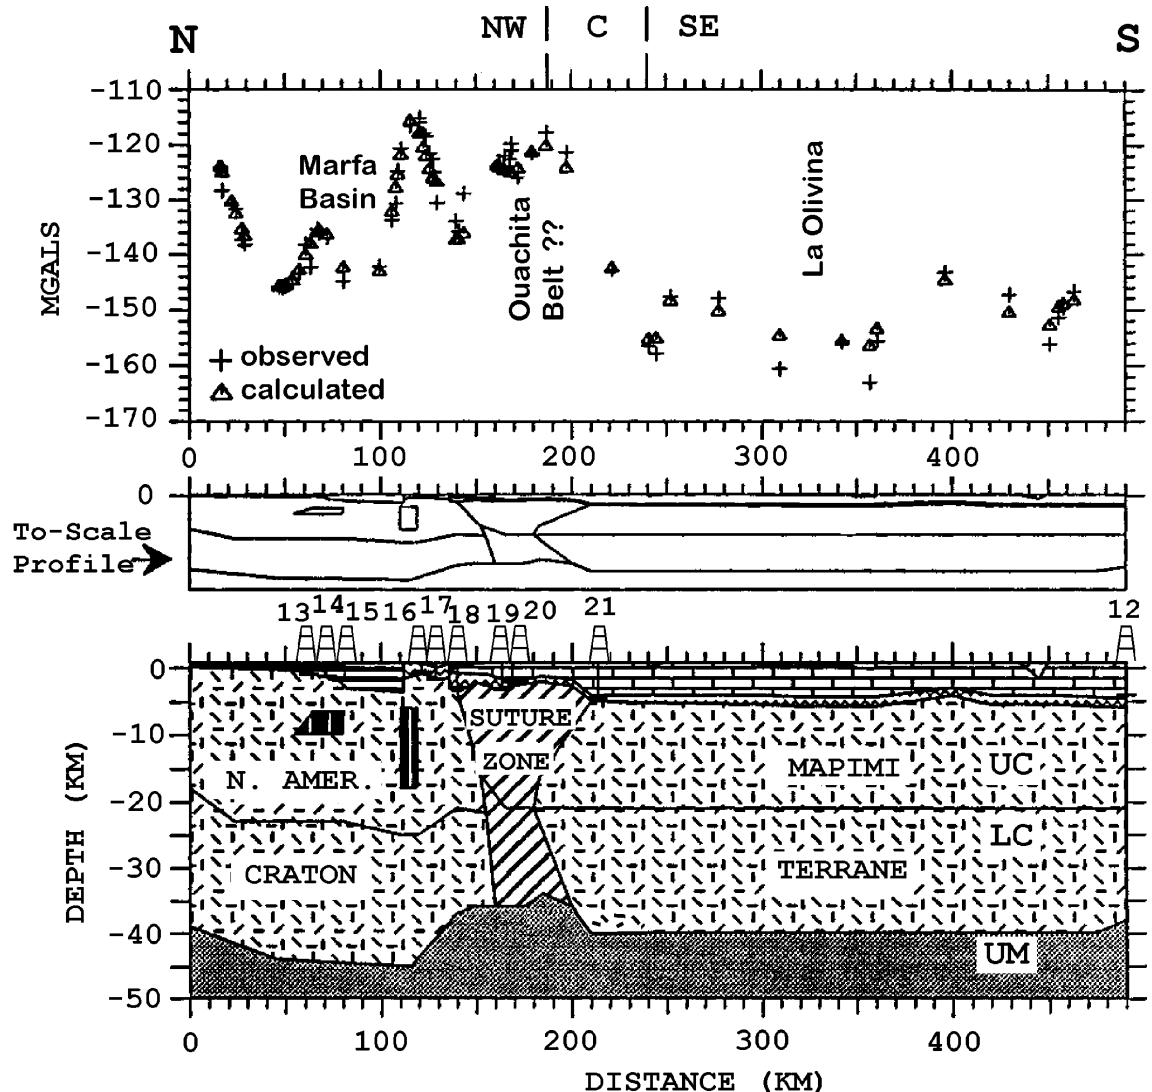 N
NW
C
SE
S
-110
-120
-130
-140
-150
-160
-170
MGALS
Marfa
Basin
Ouachita
Belt ??
La Olivina
observed
calculated
0
100
200
300
400
0
To-Scale
Profile
13
14
15
16
17
18
19
20
21
12
0
-10
-20
-30
-40
-50
DEPTH (KM)
SUTURE
ZONE
N. AMER.
CRATON
MAPIMI
TERRANE
UC
LC
UM
0
100
200
300
400
DISTANCE (KM)